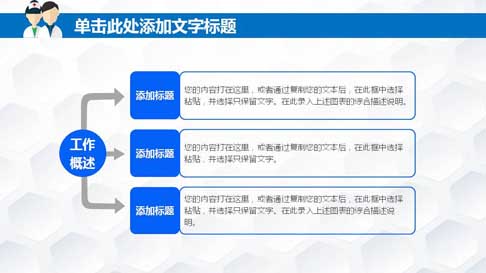 单击此处添加文字标题
添加标题
您的内容打在这里，或者通过复制您的文本后，在此框中选择
粘贴，并选择只保留文字。在此录入上述图表的综合描述说明。
工作
概述
添加标题
您的内容打在这里，或者通过复制您的文本后，在此框中选择
粘贴，并选择只保留文字。
添加标题
您的内容打在这里，或者通过复制您的文本后，在此框中选择
粘贴，并选择只保留文字。在此录入上述图表的综合描述说
明。